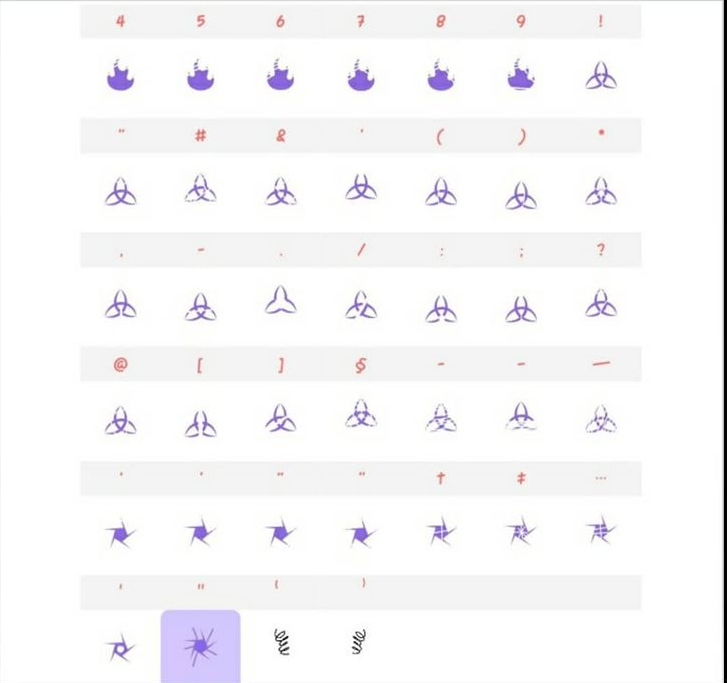 4 5 6 7 8 9 !
" # & ' ( ) *
, - . / : ; ?
@ [ ] $ - - —
‘ ’ “ ” † ‡ …
' " { }